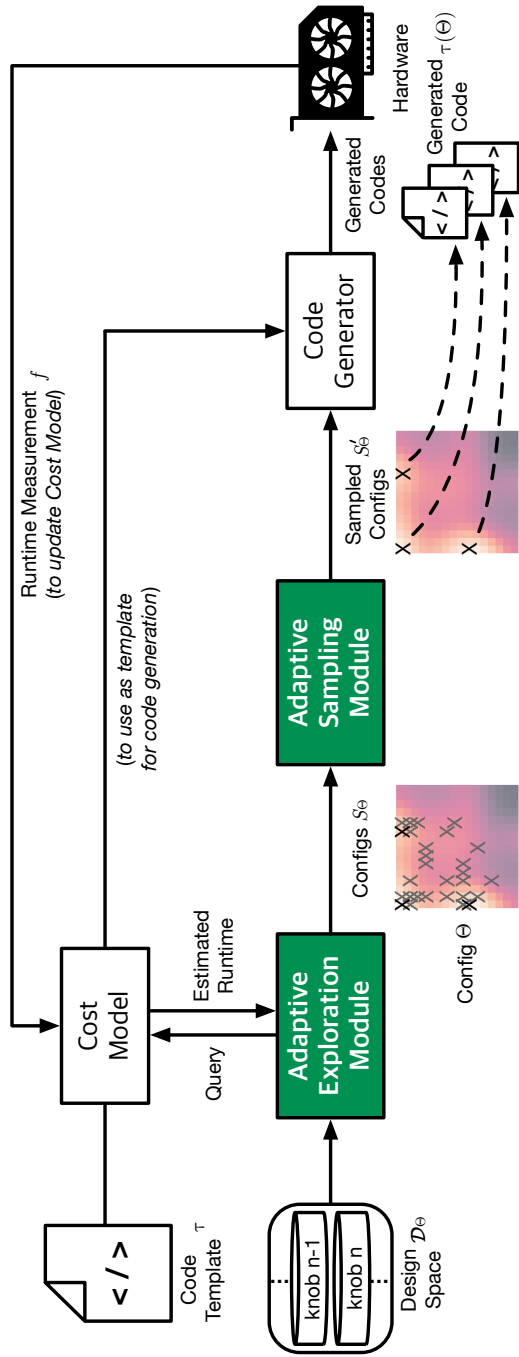 Runtime Measurement f
(to update Cost Model)
(to use as template
for code generation)
< / >
Code
Template τ
Cost
Model
Query
Estimated
Runtime
knob n-1
knob n
Design
Space 𝒟Θ
Adaptive
Exploration
Module
Configs SΘ
Config Θ
Adaptive
Sampling
Module
Sampled
Configs S′Θ
Code
Generator
Generated
Codes
Hardware
Generated
Code τ(Θ)
< / >
< / >
< / >